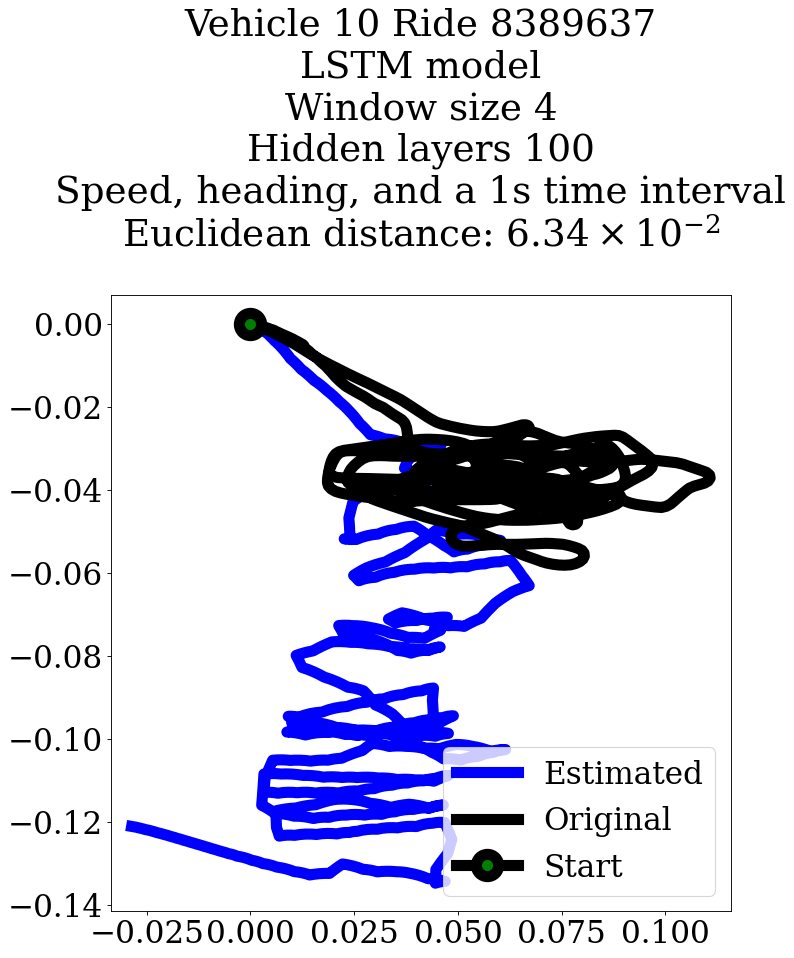 Vehicle 10 Ride 8389637
LSTM model
Window size 4
Hidden layers 100
Speed, heading, and a 1s time interval
Euclidean distance: 6.34 × 10⁻²
0.00
−0.02
−0.04
−0.06
−0.08
−0.10
−0.12
−0.14
Estimated
Original
Start
−0.025 0.000 0.025 0.050 0.075 0.100